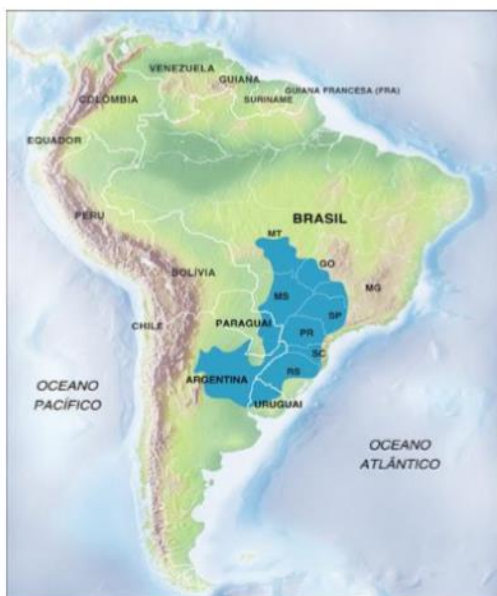 VENEZUELA
GUIANA
GUIANA FRANCESA (FRA)
SURINAME
COLÔMBIA
EQUADOR
PERU
BRASIL
MT
GO
BOLÍVIA
MS
MG
SP
CHILE
PARAGUAI
PR
SC
RS
ARGENTINA
URUGUAI
OCEANO
PACÍFICO
OCEANO
ATLÂNTICO